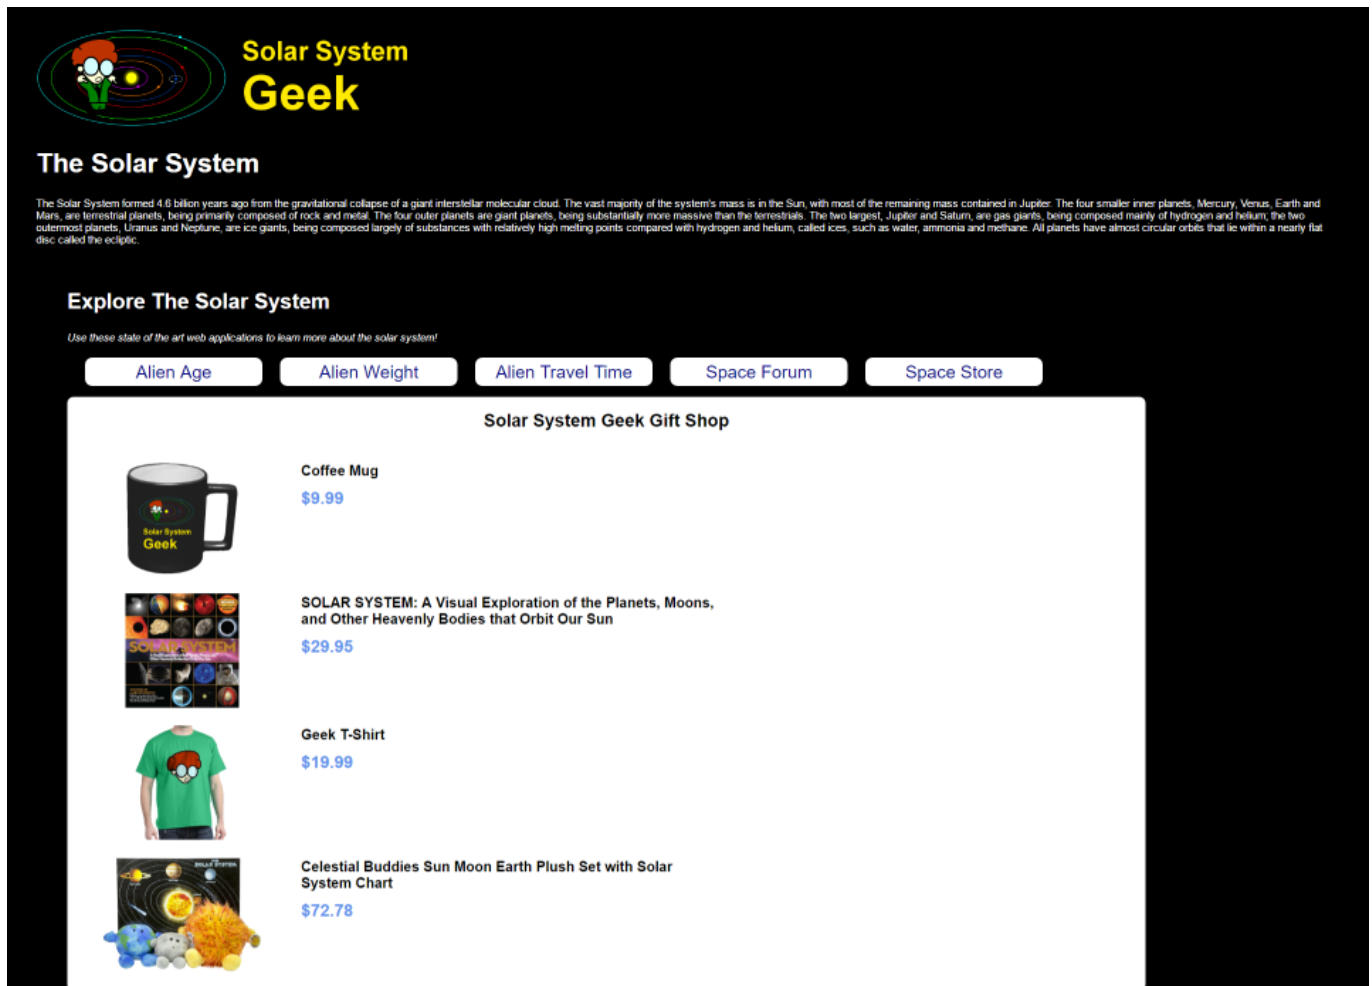 Solar System
Geek
The Solar System
The Solar System formed 4.6 billion years ago from the gravitational collapse of a giant interstellar molecular cloud. The vast majority of the system's mass is in the Sun, with most of the remaining mass contained in Jupiter. The four smaller inner planets, Mercury, Venus, Earth and
Mars, are terrestrial planets, being primarily composed of rock and metal. The four outer planets are giant planets, being substantially more massive than the terrestrials. The two largest, Jupiter and Saturn, are gas giants, being composed mainly of hydrogen and helium; the two
outermost planets, Uranus and Neptune, are ice giants, being composed largely of substances with relatively high melting points compared with hydrogen and helium, called ices, such as water, ammonia and methane. All planets have almost circular orbits that lie within a nearly flat
disc called the ecliptic.
Explore The Solar System
Use these state of the art web applications to learn more about the solar system!
Alien Age
Alien Weight
Alien Travel Time
Space Forum
Space Store
Solar System Geek Gift Shop
Solar System
Geek
Coffee Mug
$9.99
SOLAR SYSTEM
SOLAR SYSTEM: A Visual Exploration of the Planets, Moons,
and Other Heavenly Bodies that Orbit Our Sun
$29.95
Geek T-Shirt
$19.99
SOLAR SYSTEM
Celestial Buddies Sun Moon Earth Plush Set with Solar
System Chart
$72.78